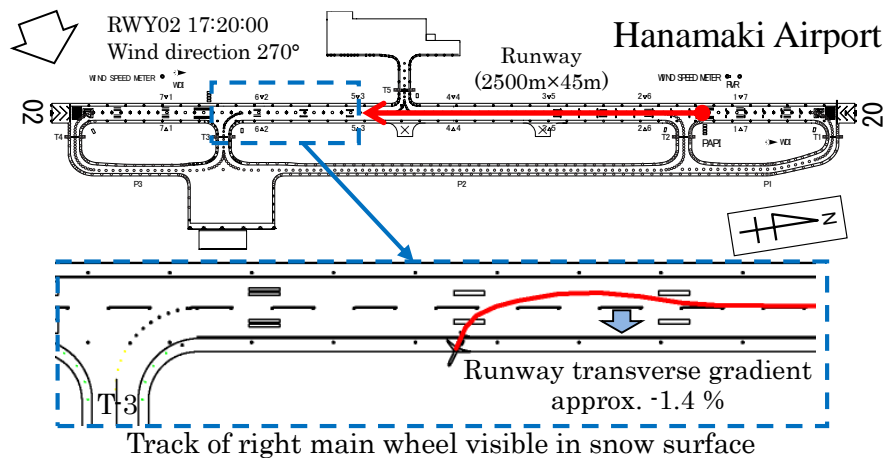 RWY02 17:20:00
Wind direction 270°
Hanamaki Airport
Runway
(2500m×45m)
WIND SPEED METER
WDI
T5
WIND SPEED METER
RVR
WDI
7▼1
6▼2
5▼3
4▼4
3▼5
2▼6
1▼7
02
20
7▲1
6▲2
5▲3
4▲4
3▲5
2▲6
1▲7
T4
T3
T2
PAPI
WDI
T1
P3
P2
P1
N
T-3
Runway transverse gradient
approx. -1.4 %
Track of right main wheel visible in snow surface